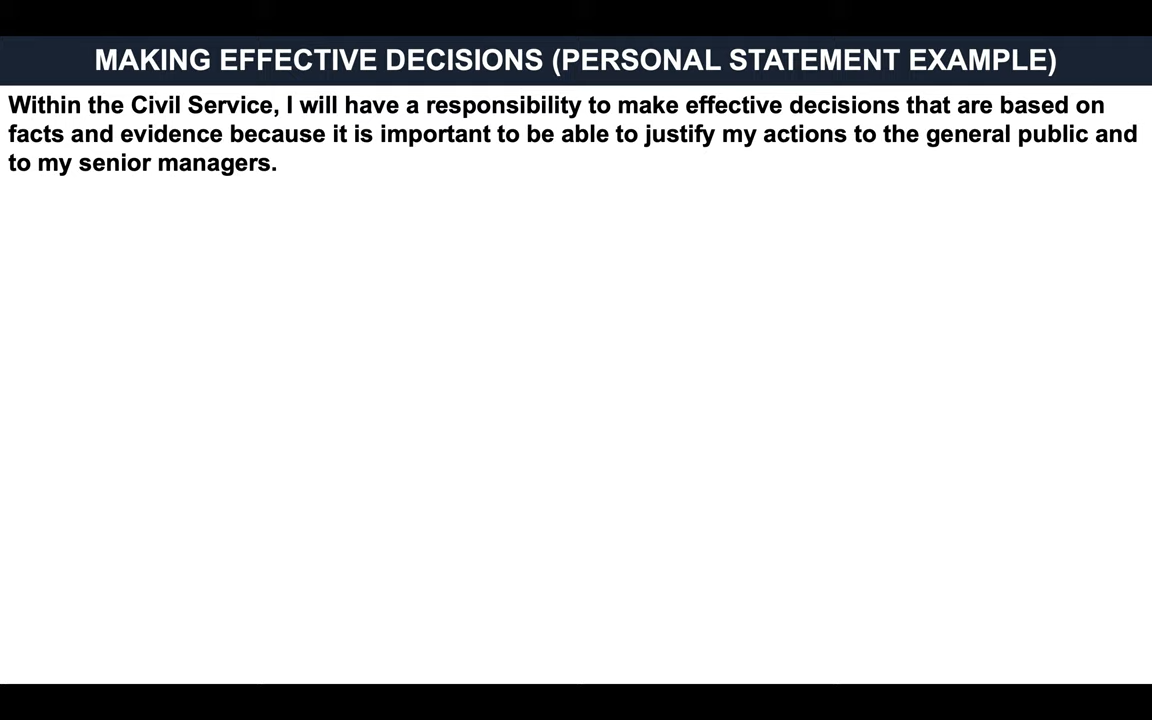 MAKING EFFECTIVE DECISIONS (PERSONAL STATEMENT EXAMPLE)
Within the Civil Service, I will have a responsibility to make effective decisions that are based on
facts and evidence because it is important to be able to justify my actions to the general public and
to my senior managers.